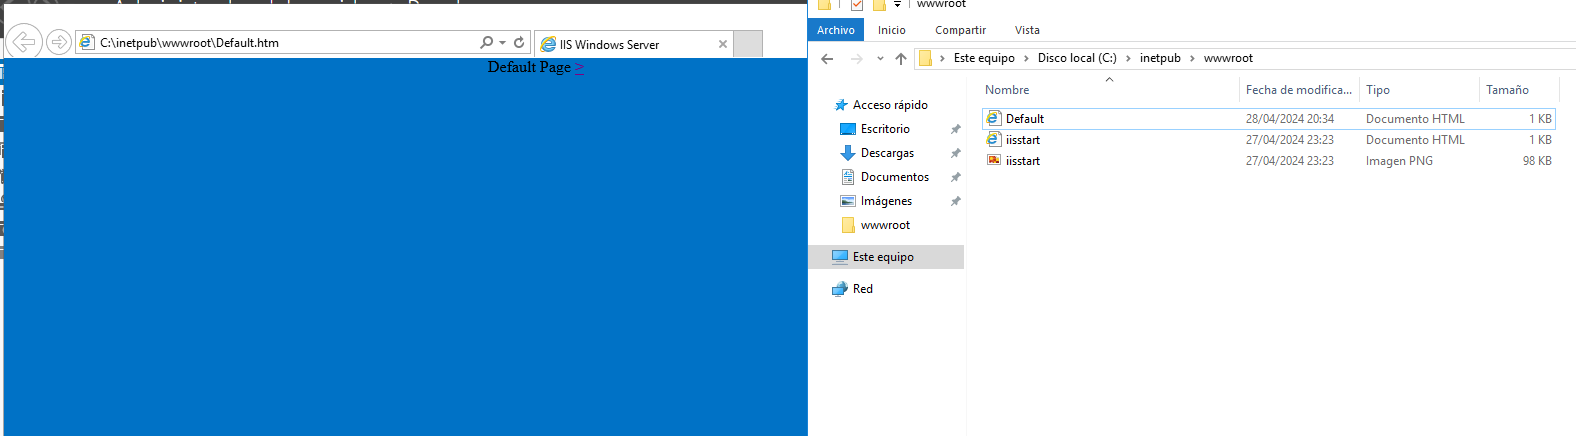 C:\inetpub\wwwroot\Default.htm
IIS Windows Server
Default Page >
wwwroot
Archivo Inicio Compartir Vista
Este equipo Disco local (C:) inetpub wwwroot
Nombre Fecha de modifica... Tipo Tamaño
Acceso rápido
Escritorio
Descargas
Documentos
Imágenes
wwwroot
Este equipo
Red
Default 28/04/2024 20:34 Documento HTML 1 KB
iisstart 27/04/2024 23:23 Documento HTML 1 KB
iisstart 27/04/2024 23:23 Imagen PNG 98 KB